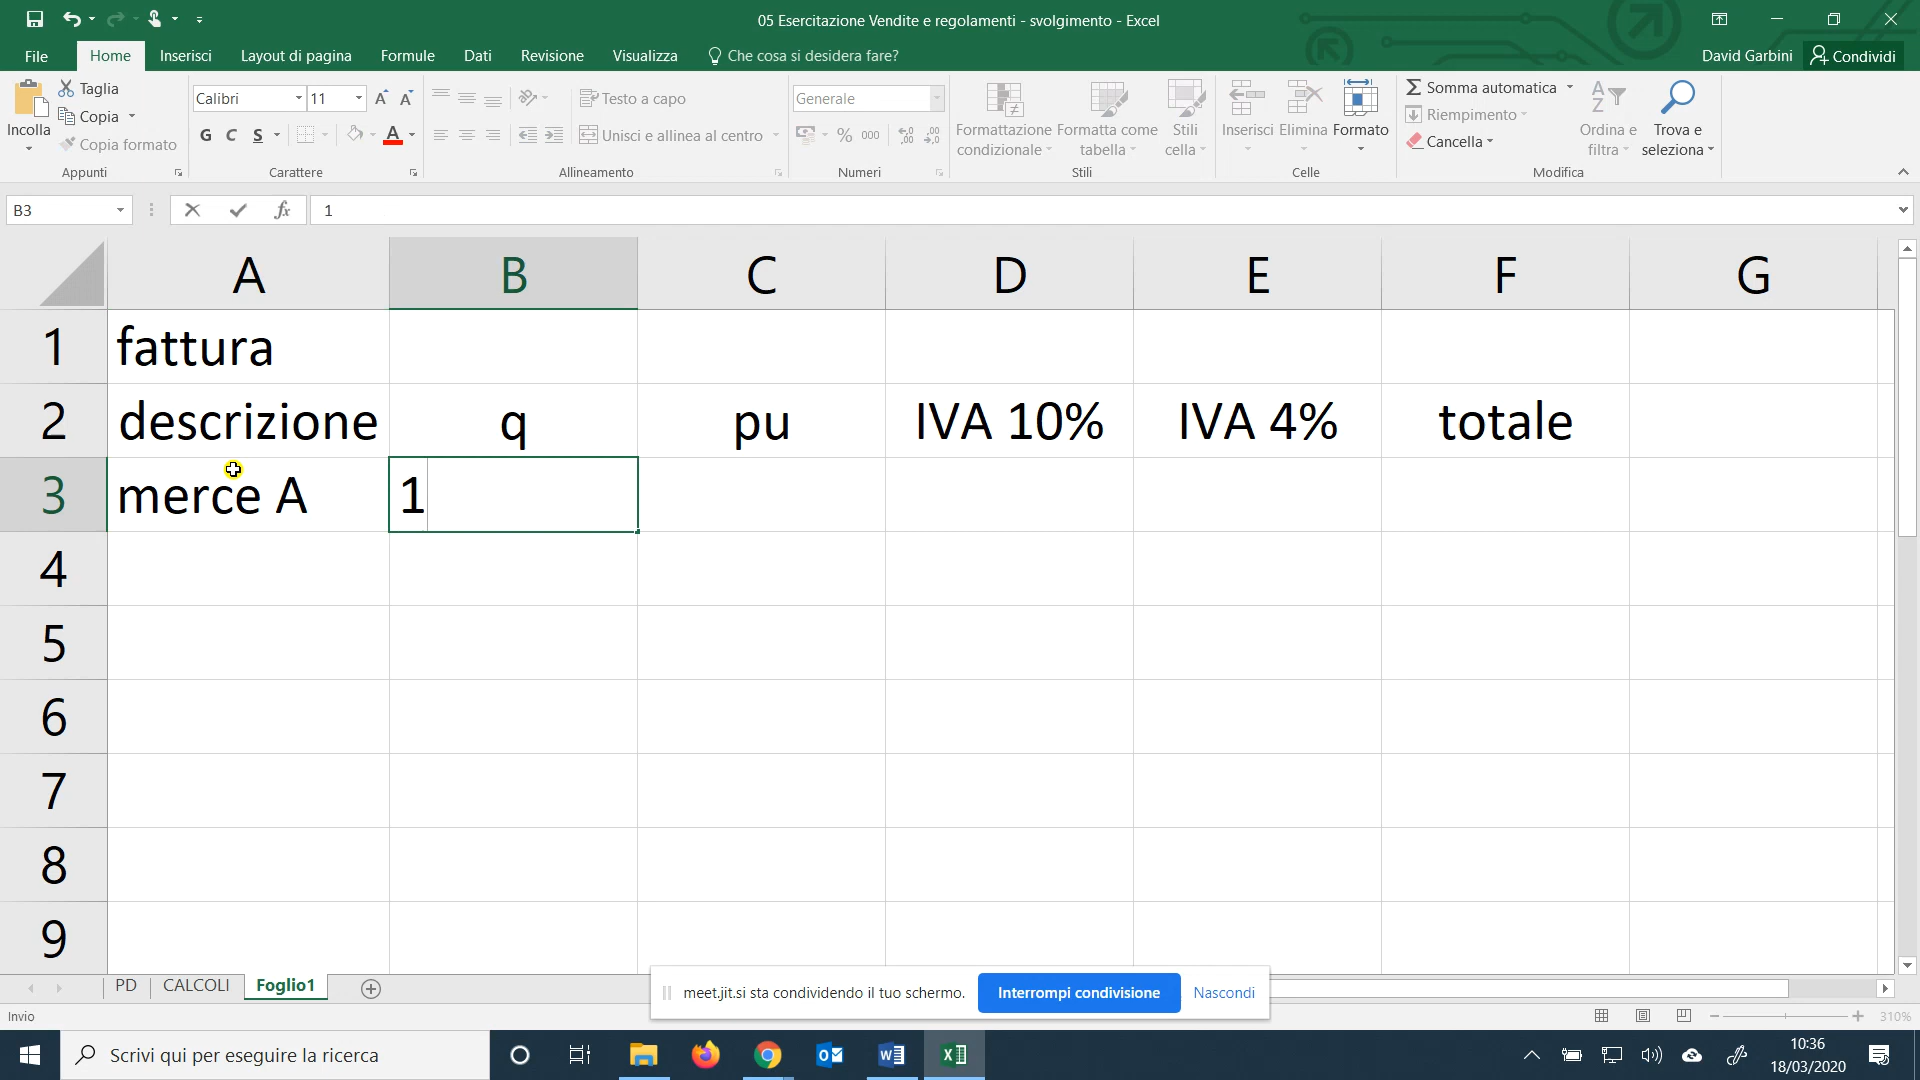 05 Esercitazione Vendite e regolamenti - svolgimento - Excel
File Home Inserisci Layout di pagina Formule Dati Revisione Visualizza Che cosa si desidera fare? David Garbini Condividi
Incolla
Taglia
Copia
Copia formato
Appunti
Calibri 11
G C S A
Carattere
Testo a capo
Unisci e allinea al centro
Allineamento
Generale
% 000
Numeri
Formattazione condizionale
Formatta come tabella
Stili cella
Stili
Inserisci Elimina Formato
Celle
Somma automatica
Riempimento
Cancella
Ordina e filtra
Trova e seleziona
Modifica
B3 fx 1
A B C D E F G
1 fattura
2 descrizione q pu IVA 10% IVA 4% totale
3 merce A 1
4
5
6
7
8
9
PD CALCOLI Foglio1
meet.jit.si sta condividendo il tuo schermo. Interrompi condivisione Nascondi
Invio 310%
Scrivi qui per eseguire la ricerca
10:36
18/03/2020